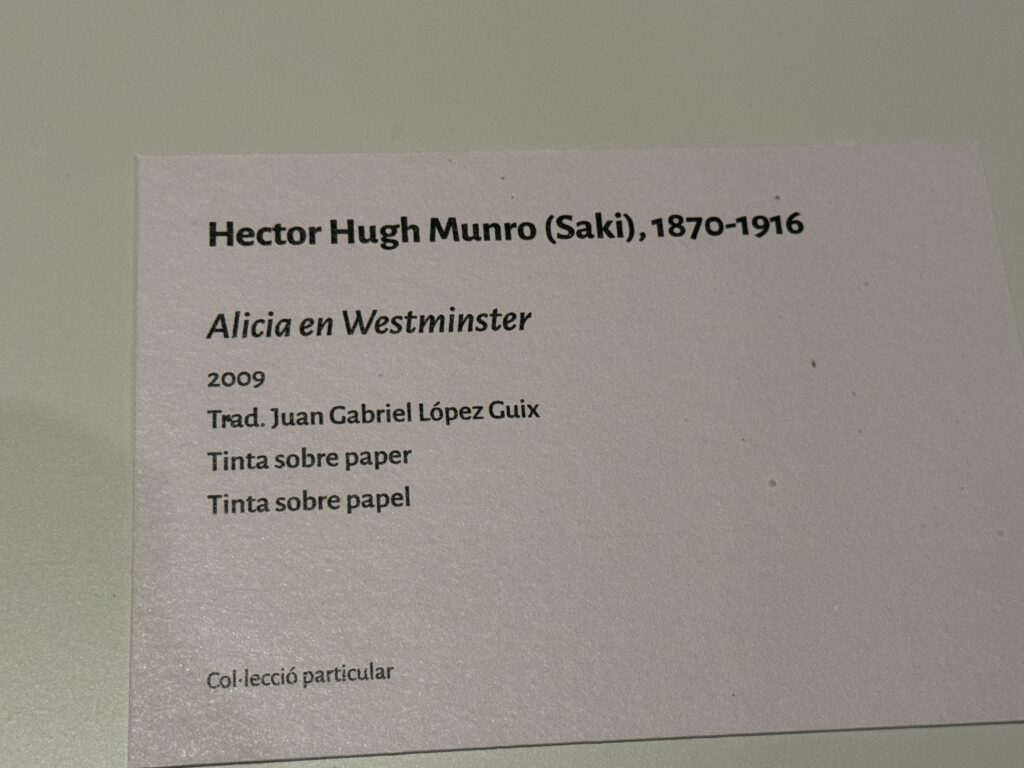 Hector Hugh Munro (Saki), 1870-1916
Alicia en Westminster
2009
Trad. Juan Gabriel López Guix
Tinta sobre paper
Tinta sobre papel
Col·lecció particular